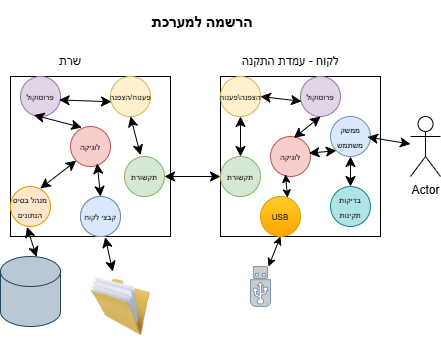 הרשמה למערכת
לקוח - עמדת התקנה
שרת
פרוטוקול
הצפנה\פענוח
פענוח/הצפנה
פרוטוקול
ממשק
משתמש
לוגיקה
לוגיקה
תקשורת
תקשורת
בדיקות
תקינות
USB
קבצי לקוח
מנהל בסיס
הנתונים
Actor